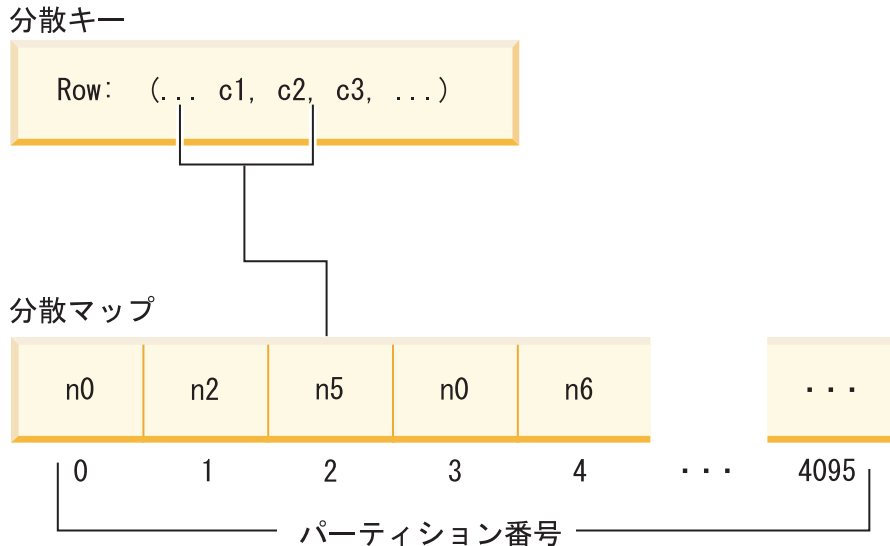 分散キー
Row: (... c1, c2, c3, ...)
分散マップ
n0 n2 n5 n0 n6 ...
0 1 2 3 4 ... 4095
パーティション番号